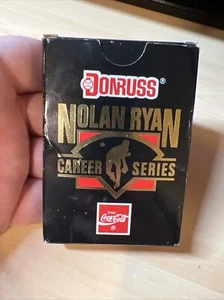 DONRUSS®
NOLAN RYAN
CAREER SERIES
Coca-Cola